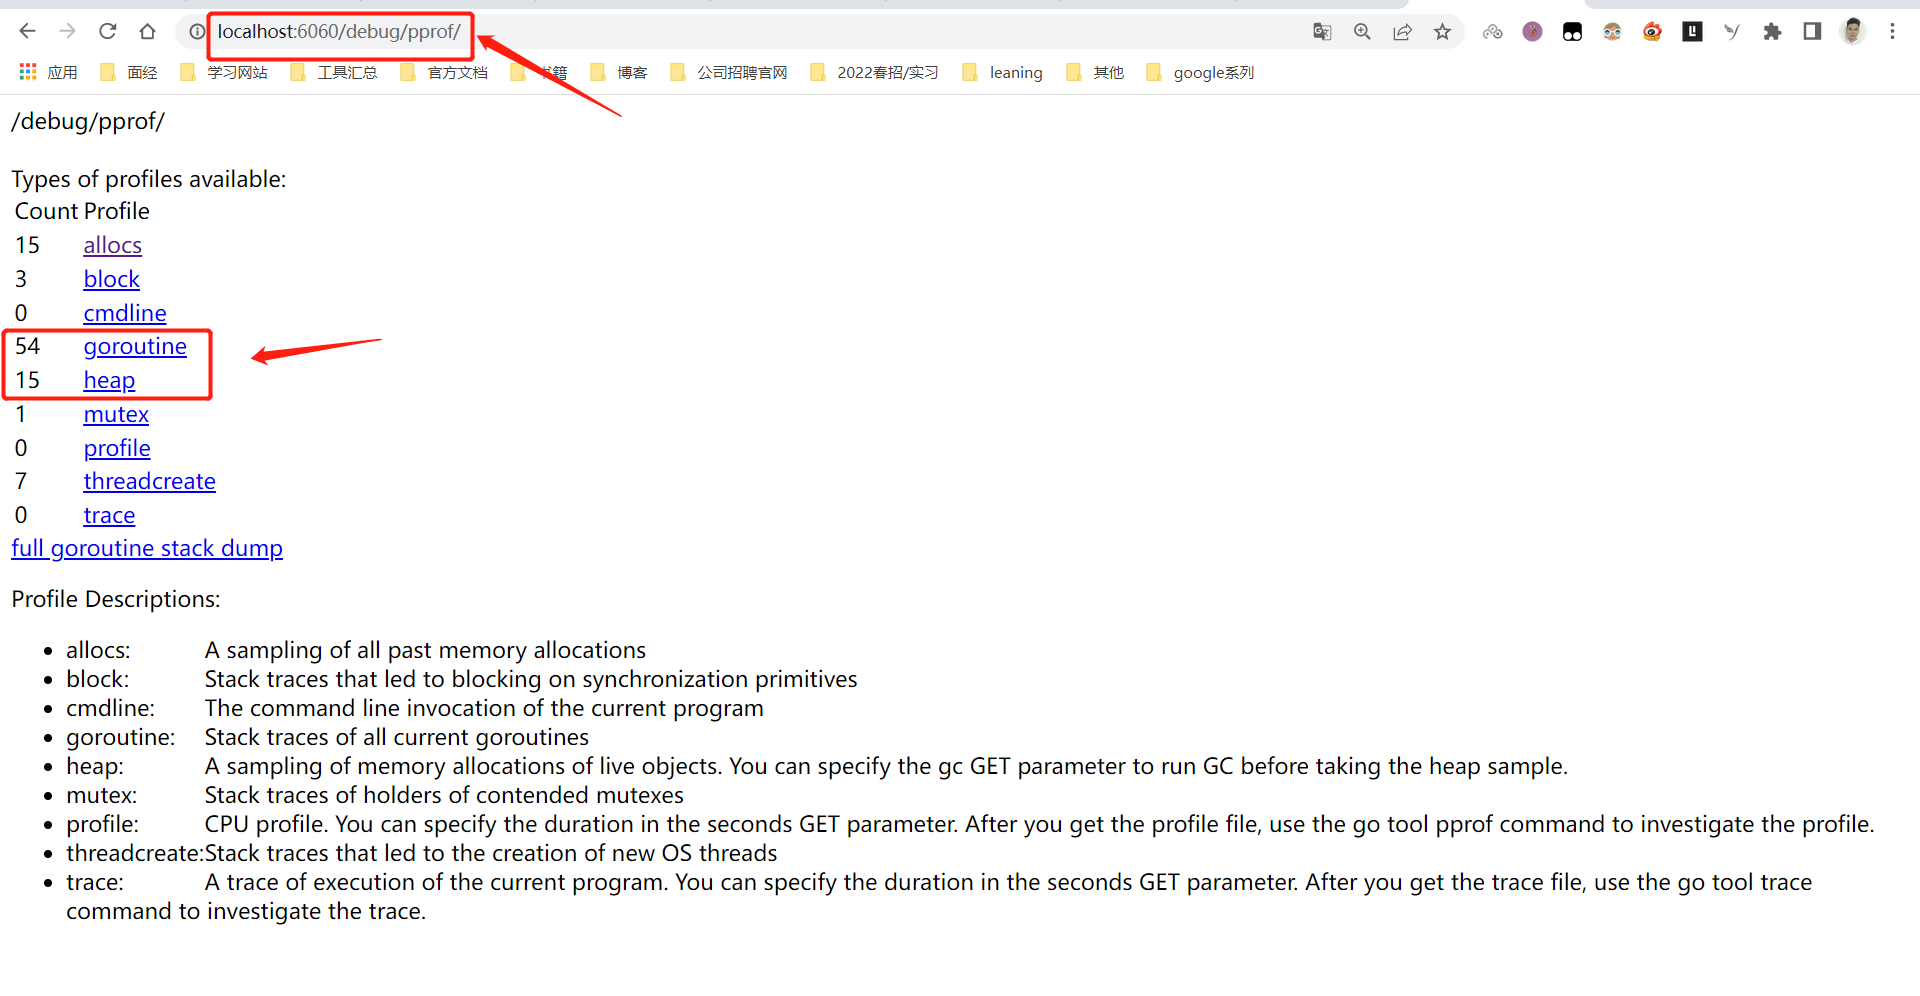 localhost:6060/debug/pprof/
应用 面经 学习网站 工具汇总 官方文档 书籍 博客 公司招聘官网 2022春招/实习 leaning 其他 google系列
/debug/pprof/
Types of profiles available:
Count Profile
15 allocs
3 block
0 cmdline
54 goroutine
15 heap
1 mutex
0 profile
7 threadcreate
0 trace
full goroutine stack dump
Profile Descriptions:
• allocs: A sampling of all past memory allocations
• block: Stack traces that led to blocking on synchronization primitives
• cmdline: The command line invocation of the current program
• goroutine: Stack traces of all current goroutines
• heap: A sampling of memory allocations of live objects. You can specify the gc GET parameter to run GC before taking the heap sample.
• mutex: Stack traces of holders of contended mutexes
• profile: CPU profile. You can specify the duration in the seconds GET parameter. After you get the profile file, use the go tool pprof command to investigate the profile.
• threadcreate:Stack traces that led to the creation of new OS threads
• trace: A trace of execution of the current program. You can specify the duration in the seconds GET parameter. After you get the trace file, use the go tool trace
command to investigate the trace.